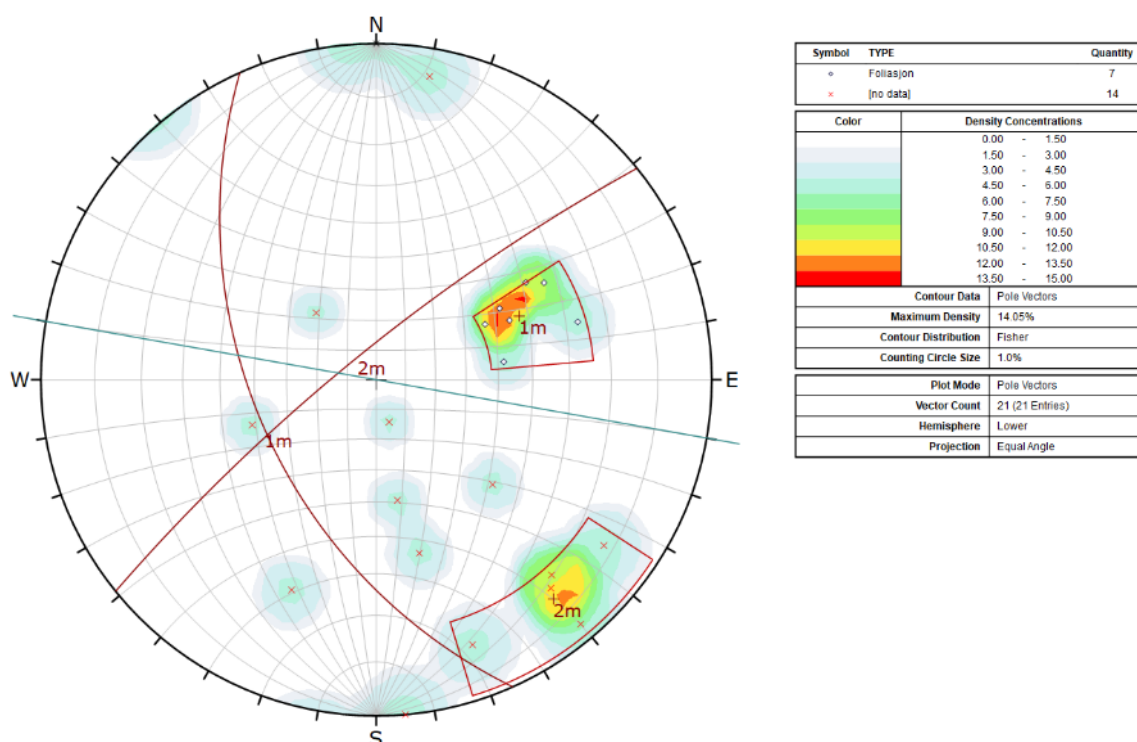 N
W
E
S
1m
2m
1m
2m
Symbol TYPE Quantity
Foliasjon 7
[no data] 14
Color Density Concentrations
0.00 - 1.50
1.50 - 3.00
3.00 - 4.50
4.50 - 6.00
6.00 - 7.50
7.50 - 9.00
9.00 - 10.50
10.50 - 12.00
12.00 - 13.50
13.50 - 15.00
Contour Data Pole Vectors
Maximum Density 14.05%
Contour Distribution Fisher
Counting Circle Size 1.0%
Plot Mode Pole Vectors
Vector Count 21 (21 Entries)
Hemisphere Lower
Projection Equal Angle